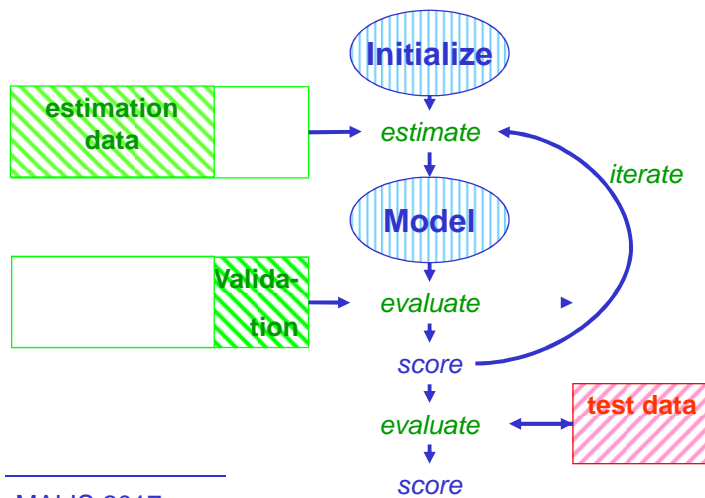 Initialize
estimation
data
estimate
iterate
Model
Valida-
tion
evaluate
score
evaluate
test data
score